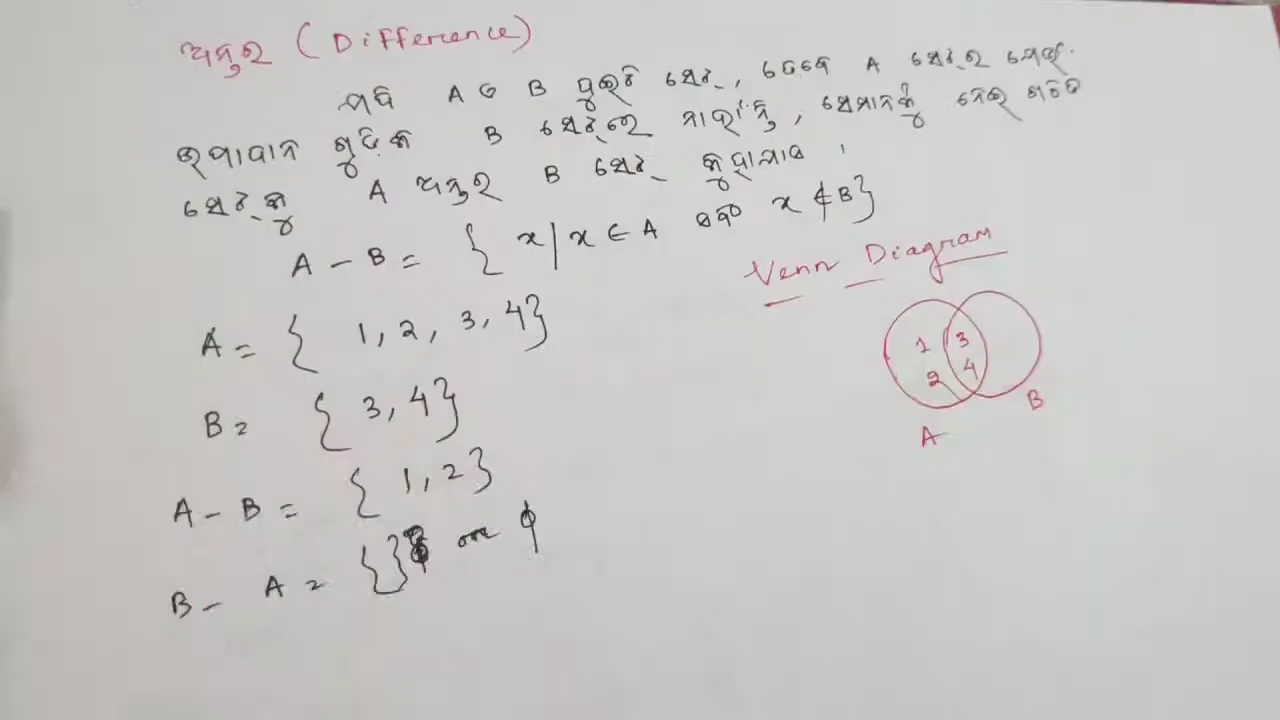 ଅନ୍ତର (Difference)
ଯଦି A ଓ B ଦୁଇଟି ସେଟ୍, ତେବେ A ସେଟ୍‌ର ଯେଉଁ
ଉପାଦାନ ଗୁଡ଼ିକ B ସେଟ୍‌ରେ ନାହାଁନ୍ତି, ସେମାନଙ୍କୁ ନେଇ ଗଠିତ
ସେଟ୍‌କୁ A ଅନ୍ତର B ସେଟ୍ କୁହାଯାଏ ।
A - B = { x | x ∈ A ଏବଂ x ∉ B}
Venn Diagram
A = { 1, 2, 3, 4}
B = { 3, 4}
A - B = { 1, 2}
B - A = { } or ϕ
1 3
2 4
A B